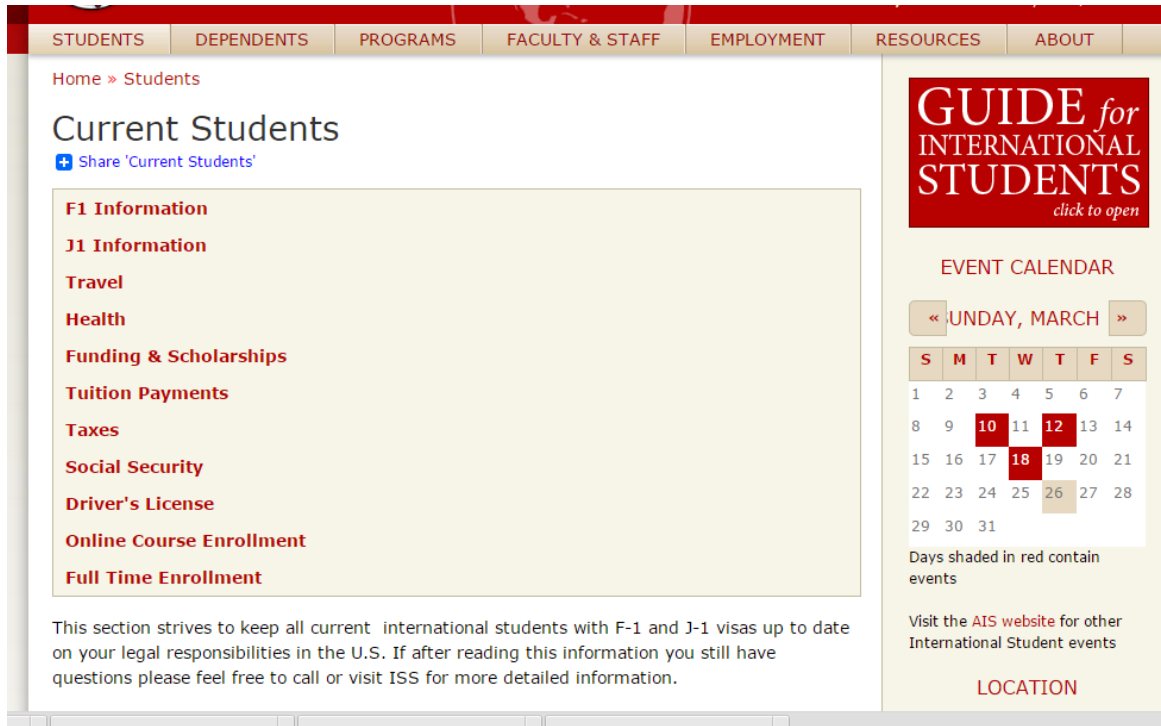 STUDENTS DEPENDENTS PROGRAMS FACULTY & STAFF EMPLOYMENT RESOURCES ABOUT
Home » Students
Current Students
Share 'Current Students'
F1 Information
J1 Information
Travel
Health
Funding & Scholarships
Tuition Payments
Taxes
Social Security
Driver's License
Online Course Enrollment
Full Time Enrollment
This section strives to keep all current international students with F-1 and J-1 visas up to date
on your legal responsibilities in the U.S. If after reading this information you still have
questions please feel free to call or visit ISS for more detailed information.
GUIDE for
INTERNATIONAL
STUDENTS
click to open
EVENT CALENDAR
« SUNDAY, MARCH »
S M T W T F S
1 2 3 4 5 6 7
8 9 10 11 12 13 14
15 16 17 18 19 20 21
22 23 24 25 26 27 28
29 30 31
Days shaded in red contain
events
Visit the AIS website for other
International Student events
LOCATION